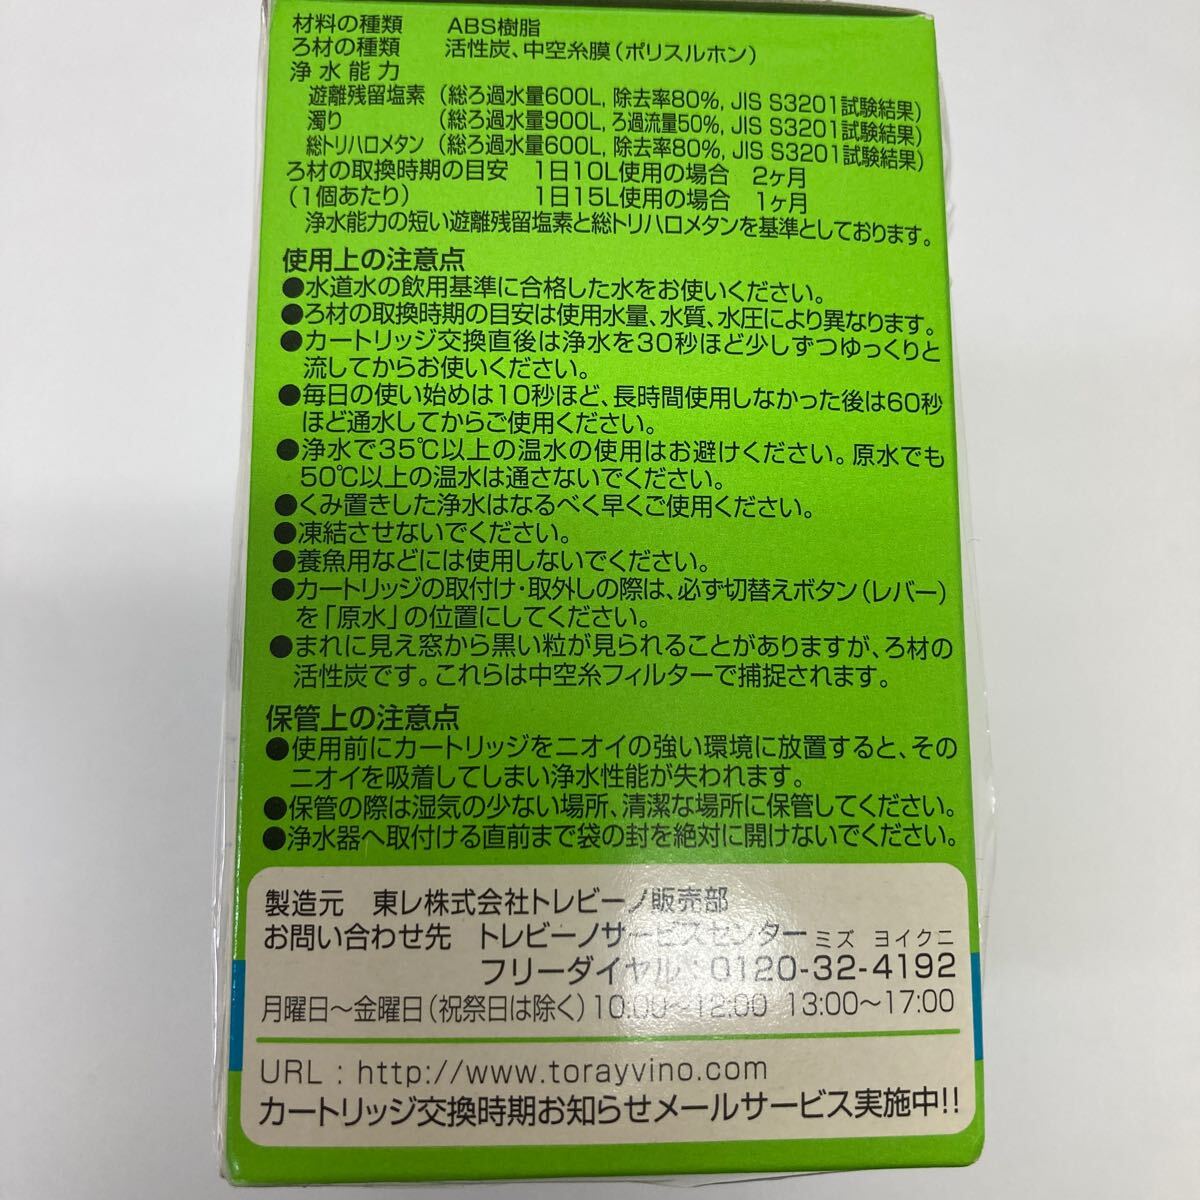 材料の種類　ABS樹脂
ろ材の種類　活性炭、中空糸膜(ポリスルホン)
浄水能力
遊離残留塩素　(総ろ過水量600L, 除去率80%, JIS S3201試験結果)
濁り　(総ろ過水量900L, ろ過流量50%, JIS S3201試験結果)
総トリハロメタン　(総ろ過水量600L, 除去率80%, JIS S3201試験結果)
ろ材の取換時期の目安　1日10L使用の場合　2ヶ月
(1個あたり)　1日15L使用の場合　1ヶ月
浄水能力の短い遊離残留塩素と総トリハロメタンを基準としております。
使用上の注意点
●水道水の飲用基準に合格した水をお使いください。
●ろ材の取換時期の目安は使用水量、水質、水圧により異なります。
●カートリッジ交換直後は浄水を30秒ほど少しずつゆっくりと
流してからお使いください。
●毎日の使い始めは10秒ほど、長時間使用しなかった後は60秒
ほど通水してからご使用ください。
●浄水で35℃以上の温水の使用はお避けください。原水でも
50℃以上の温水は通さないでください。
●くみ置きした浄水はなるべく早くご使用ください。
●凍結させないでください。
●養魚用などには使用しないでください。
●カートリッジの取付け・取外しの際は、必ず切替えボタン(レバー)
を「原水」の位置にしてください。
●まれに見え窓から黒い粒が見られることがありますが、ろ材の
活性炭です。これらは中空糸フィルターで捕捉されます。
保管上の注意点
●使用前にカートリッジをニオイの強い環境に放置すると、その
ニオイを吸着してしまい浄水性能が失われます。
●保管の際は湿気の少ない場所、清潔な場所に保管してください。
●浄水器へ取付ける直前まで袋の封を絶対に開けないでください。
製造元　東レ株式会社トレビーノ販売部
お問い合わせ先　トレビーノサービスセンター ミズ ヨイクニ
フリーダイヤル：0120-32-4192
月曜日〜金曜日(祝祭日は除く) 10:00〜12:00 13:00〜17:00
URL : http://www.torayvino.com
カートリッジ交換時期お知らせメールサービス実施中!!